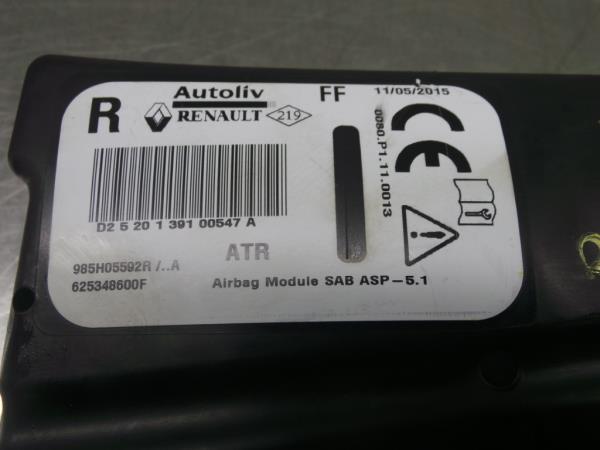 R
Autoliv
RENAULT 219
FF
11/05/2015
CE
0080.P1.11.0013
D2 5 20 1 391 00547 A
ATR
985H05592R /..A
625348600F
Airbag Module SAB ASP-5.1